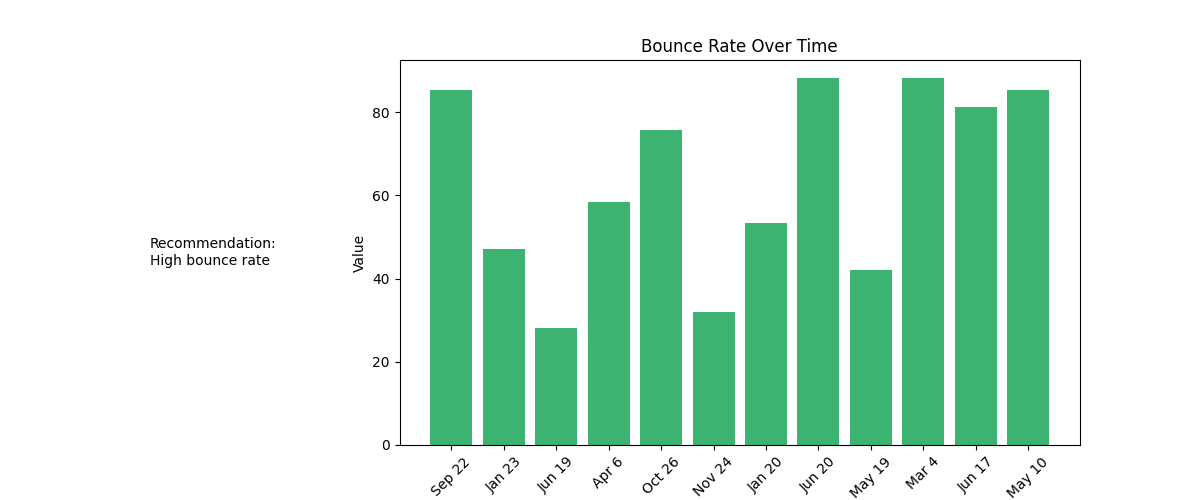 Bounce Rate Over Time
Recommendation:
High bounce rate
Value
80
60
40
20
0
Sep 22
Jan 23
Jun 19
Apr 6
Oct 26
Nov 24
Jan 20
Jun 20
May 19
Mar 4
Jun 17
May 10